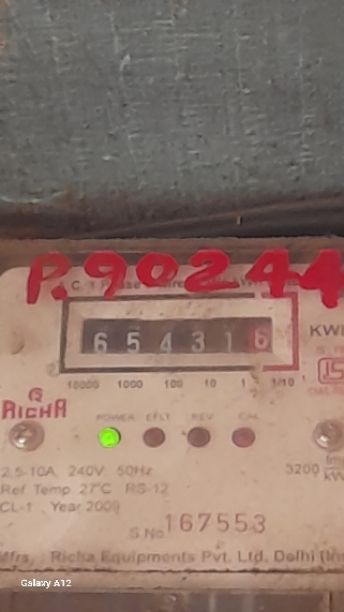 P.90244
6 5 4 3 1 6
KWh
10000 1000 100 10 1 1/10
RICHA
POWER EFLT REV CAL
2.5-10A. 240V. 50Hz
3200
Ref Temp 27°C RS-12
CL-1 Year 2009
S.No 167553
Mfrs. : Richa Equipments Pvt. Ltd. Delhi
Galaxy A12